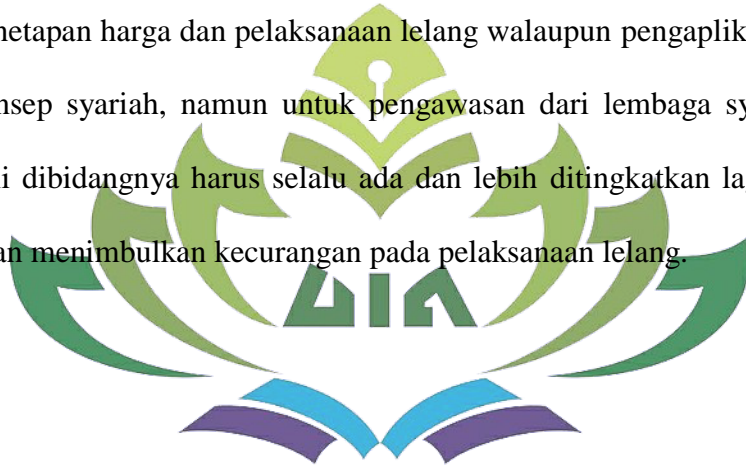 netapan harga dan pelaksanaan lelang walaupun pengaplik
nsep syariah, namun untuk pengawasan dari lembaga sy
i dibidangnya harus selalu ada dan lebih ditingkatkan la
an menimbulkan kecurangan pada pelaksanaan lelang.
UIN